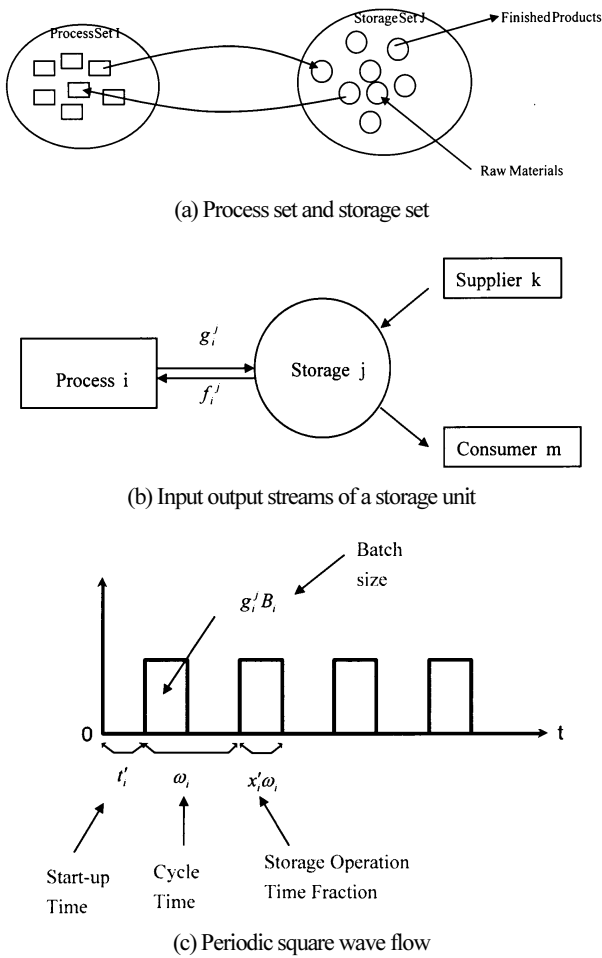 ProcessSet I
StorageSet J
Finished Products
Raw Materials
(a) Process set and storage set
Supplier k
g_i^j
Process i
Storage j
f_i^j
Consumer m
(b) Input output streams of a storage unit
Batch
size
g_i^j B_i
0
t
t'_i
ω_i
x'_i ω_i
Start-up
Time
Cycle
Time
Storage Operation
Time Fraction
(c) Periodic square wave flow